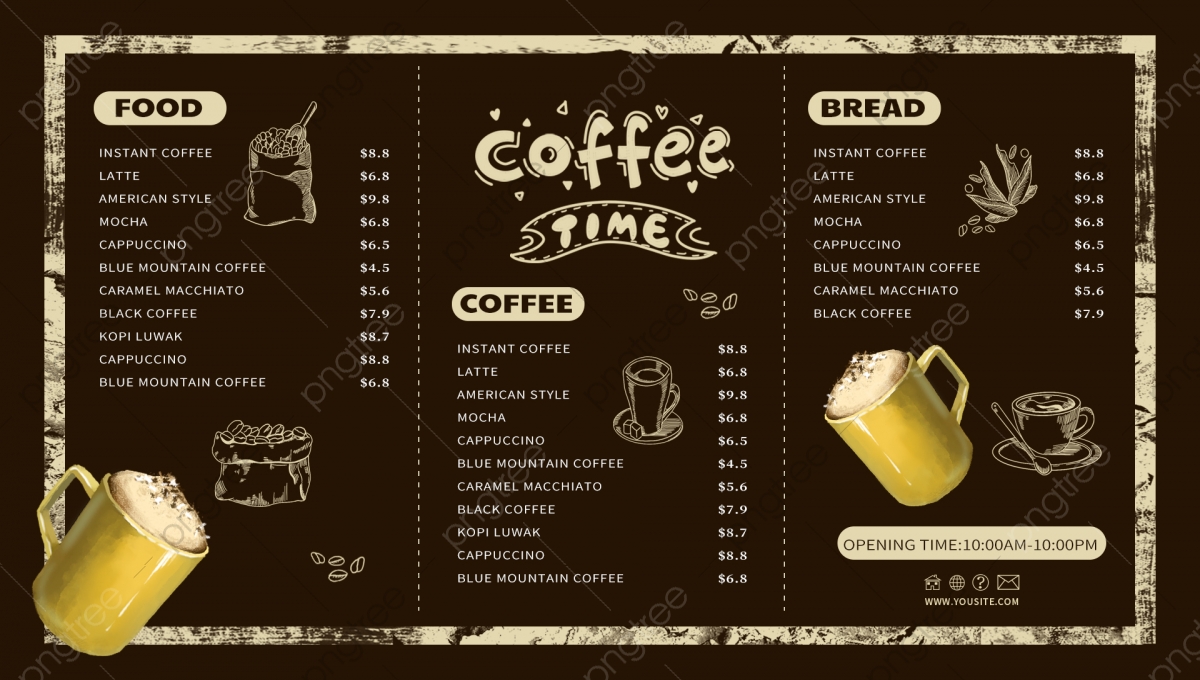 FOOD
INSTANT COFFEE $8.8
LATTE $6.8
AMERICAN STYLE $9.8
MOCHA $6.8
CAPPUCCINO $6.5
BLUE MOUNTAIN COFFEE $4.5
CARAMEL MACCHIATO $5.6
BLACK COFFEE $7.9
KOPI LUWAK $8.7
CAPPUCCINO $8.8
BLUE MOUNTAIN COFFEE $6.8
coffee
TIME
COFFEE
INSTANT COFFEE $8.8
LATTE $6.8
AMERICAN STYLE $9.8
MOCHA $6.8
CAPPUCCINO $6.5
BLUE MOUNTAIN COFFEE $4.5
CARAMEL MACCHIATO $5.6
BLACK COFFEE $7.9
KOPI LUWAK $8.7
CAPPUCCINO $8.8
BLUE MOUNTAIN COFFEE $6.8
BREAD
INSTANT COFFEE $8.8
LATTE $6.8
AMERICAN STYLE $9.8
MOCHA $6.8
CAPPUCCINO $6.5
BLUE MOUNTAIN COFFEE $4.5
CARAMEL MACCHIATO $5.6
BLACK COFFEE $7.9
OPENING TIME:10:00AM-10:00PM
WWW.YOUSITE.COM
pngtree